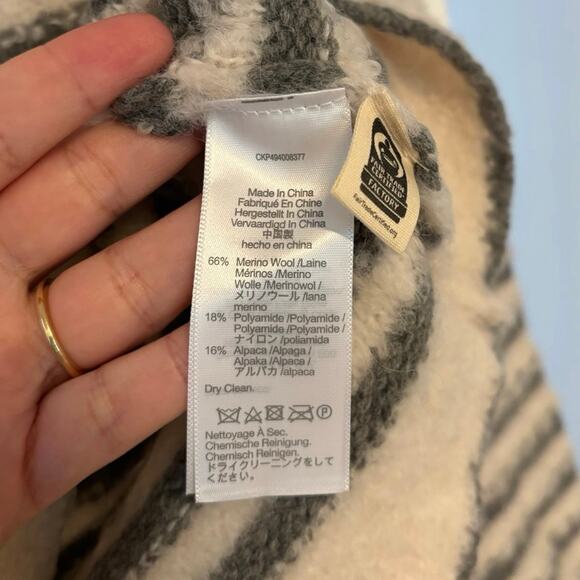 CKP494008377
Made In China
Fabriqué En Chine
Hergestellt In China
Vervaardigd In China
中国製
hecho en china
66% Merino Wool /Laine
Mérinos /Merino
Wolle /Merinowol /
メリノウール /lana
merino
18% Polyamide /Polyamide /
Polyamide /Polyamide /
ナイロン /poliamida
16% Alpaca /Alpaga /
Alpaka /Alpaca /
アルパカ /alpaca
Dry Clean.
P
Nettoyage À Sec.
Chemische Reinigung.
Chemisch Reinigen.
ドライクリーニングをして
ください。
FAIR TRADE
CERTIFIED
FACTORY
FairTradeCertified.org